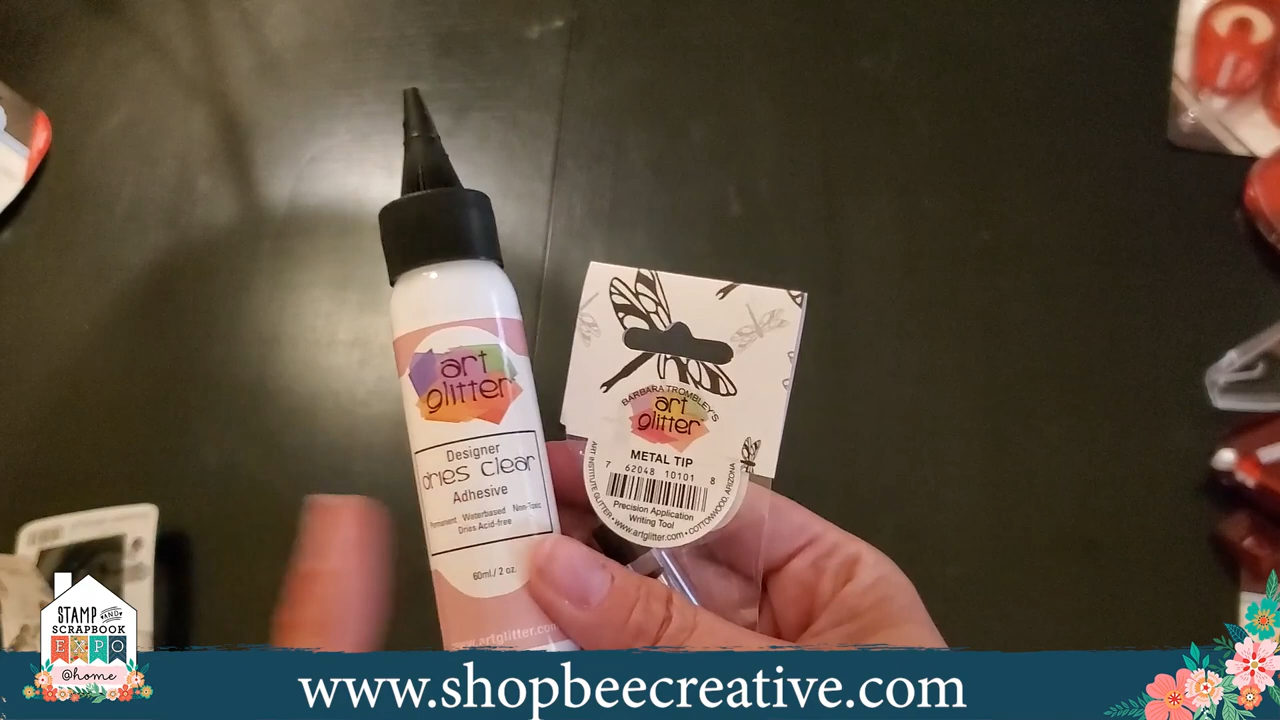 art
glitter
Designer
dries clear
Adhesive
Permanent Waterbased Non-Toxic
Dries Acid-free
60ml./ 2 oz.
www.artglitter.com
BARBARA TROMBLEY'S
art
glitter
METAL TIP
7 62048 10101 8
Precision Application
Writing Tool
ART INSTITUTE GLITTER • www.artglitter.com • COTTONWOOD, ARIZONA
STAMP AND
SCRAPBOOK
EXPO
@home
www.shopbeecreative.com